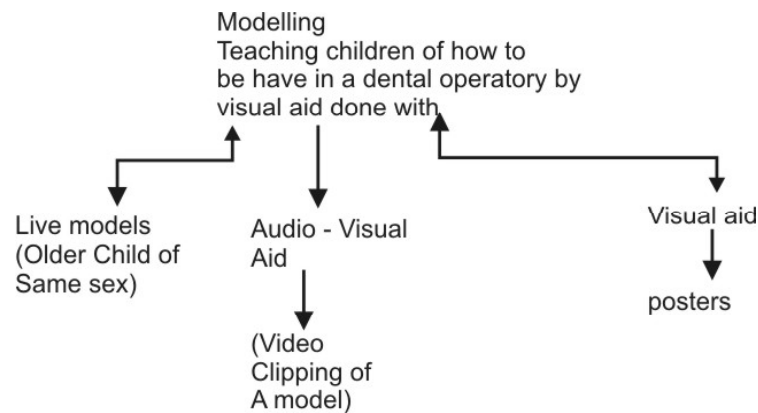 Modelling
Teaching children of how to
be have in a dental operatory by
visual aid done with
Live models
(Older Child of
Same sex)
Audio - Visual
Aid
(Video
Clipping of
A model)
Visual aid
posters